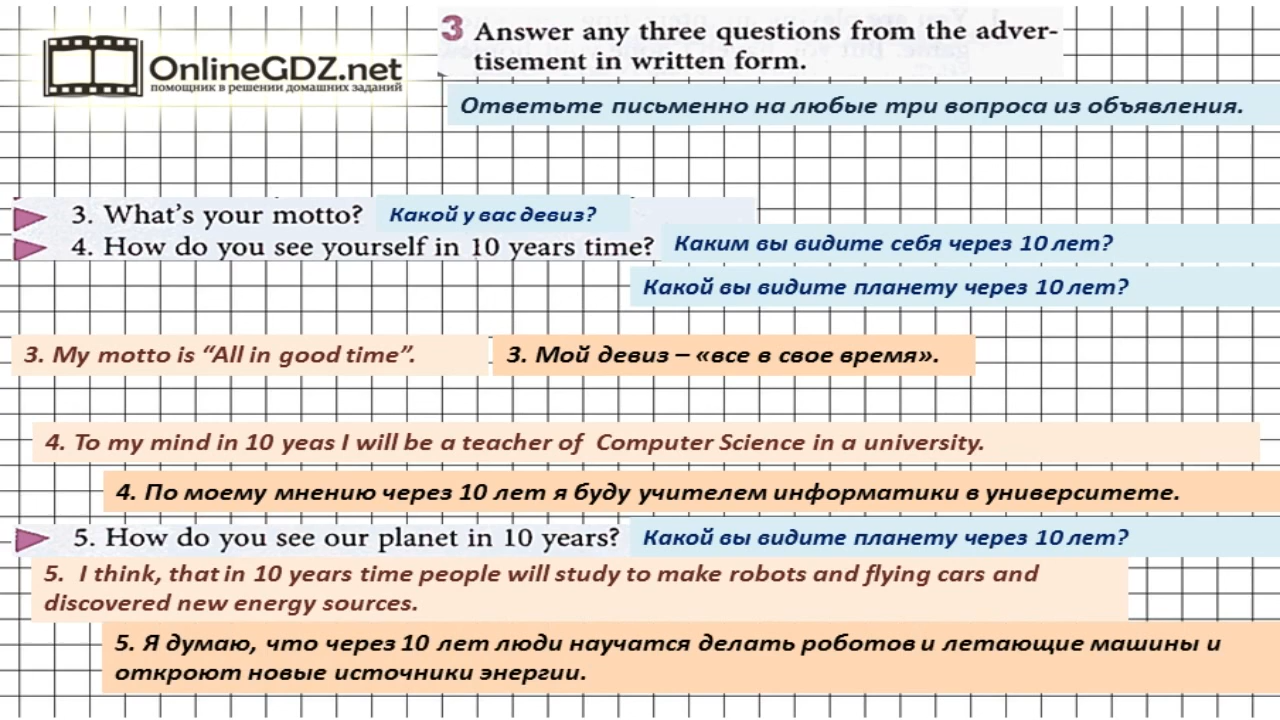 OnlineGDZ.net
помощник в решении домашних заданий
3 Answer any three questions from the adver-
tisement in written form.
Ответьте письменно на любые три вопроса из объявления.
3. What's your motto? Какой у вас девиз?
4. How do you see yourself in 10 years time? Каким вы видите себя через 10 лет?
Какой вы видите планету через 10 лет?
3. My motto is “All in good time”. 3. Мой девиз – «все в свое время».
4. To my mind in 10 yeas I will be a teacher of Computer Science in a university.
4. По моему мнению через 10 лет я буду учителем информатики в университете.
5. How do you see our planet in 10 years? Какой вы видите планету через 10 лет?
5. I think, that in 10 years time people will study to make robots and flying cars and
discovered new energy sources.
5. Я думаю, что через 10 лет люди научатся делать роботов и летающие машины и
откроют новые источники энергии.